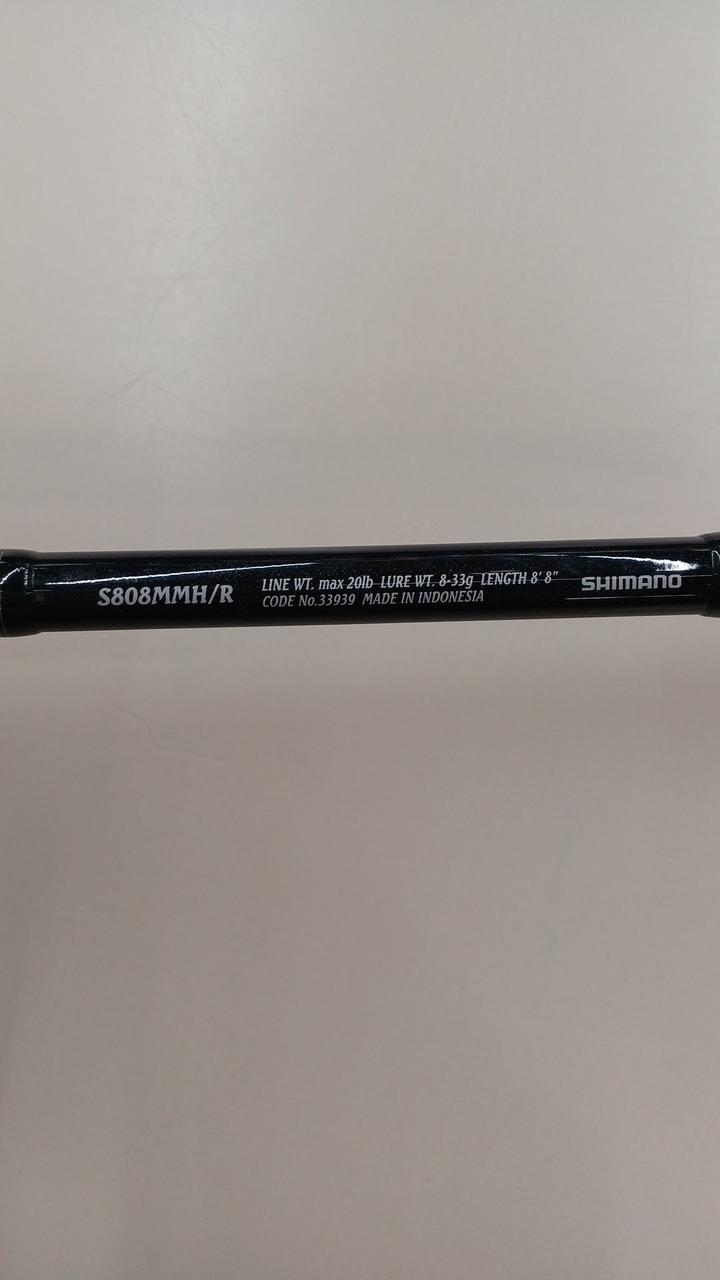 S808MMH/R
LINE WT. max 20lb LURE WT. 8-33g LENGTH 8' 8"
CODE No.33939 MADE IN INDONESIA
SHIMANO